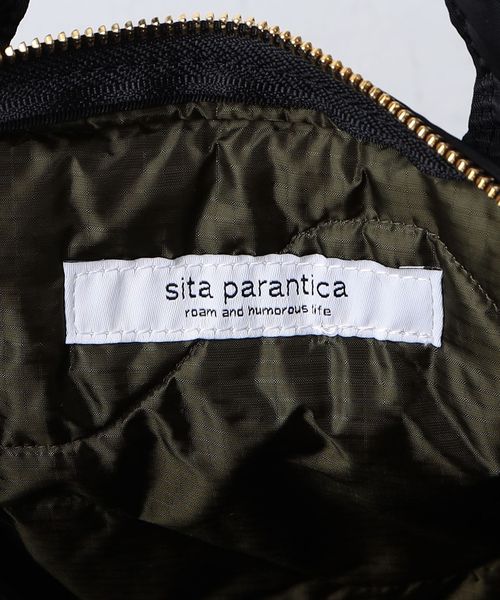 sita parantica
roam and humorous life